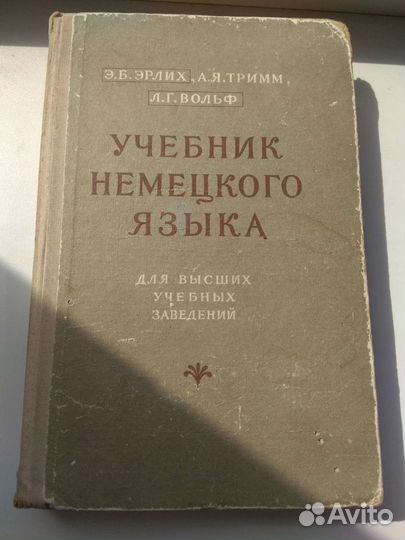 Э.Б.ЭРЛИХ, А.Я.ТРИММ,
Л.Г.ВОЛЬФ
УЧЕБНИК
НЕМЕЦКОГО
ЯЗЫКА
ДЛЯ ВЫСШИХ
УЧЕБНЫХ
ЗАВЕДЕНИЙ
Avito